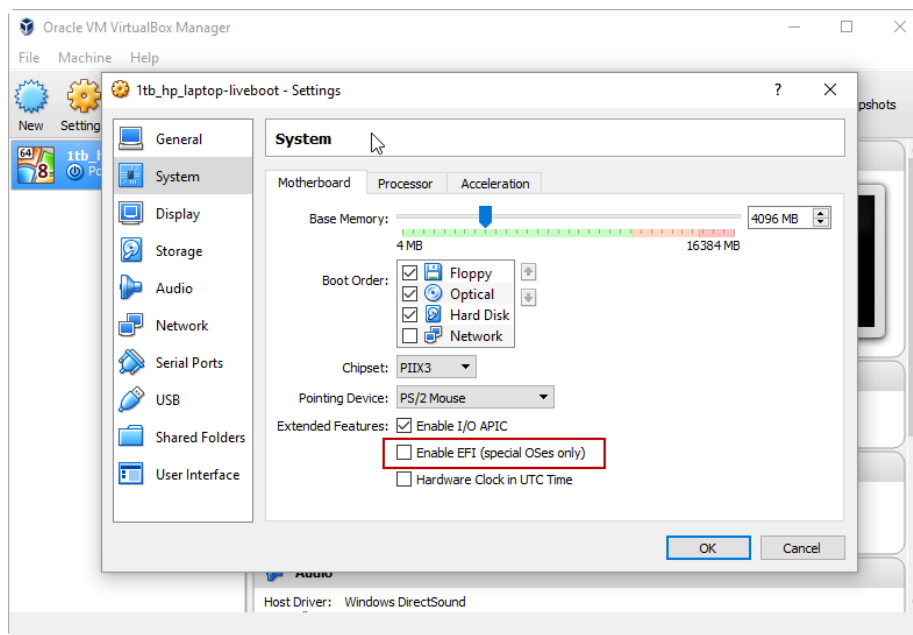 Oracle VM VirtualBox Manager
File Machine Help
1tb_hp_laptop-liveboot - Settings ?
New
Setting
pshots
64
8
1tb_
General
System
Display
Storage
Audio
Network
Serial Ports
USB
Shared Folders
User Interface
System
Motherboard Processor Acceleration
Base Memory: 4096 MB
4 MB 16384 MB
Boot Order: Floppy
Optical
Hard Disk
Network
Chipset: PIIX3
Pointing Device: PS/2 Mouse
Extended Features: Enable I/O APIC
Enable EFI (special OSes only)
Hardware Clock in UTC Time
OK Cancel
Audio
Host Driver: Windows DirectSound